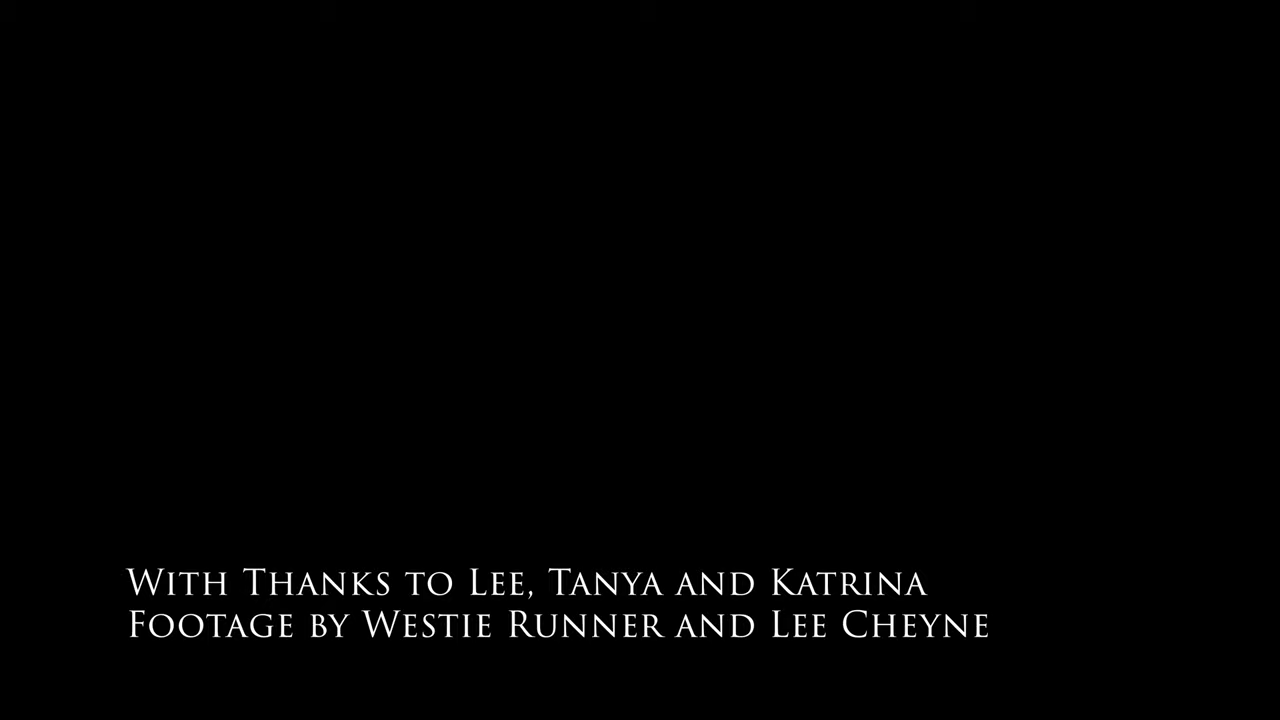 With Thanks to Lee, Tanya and Katrina
Footage by Westie Runner and Lee Cheyne